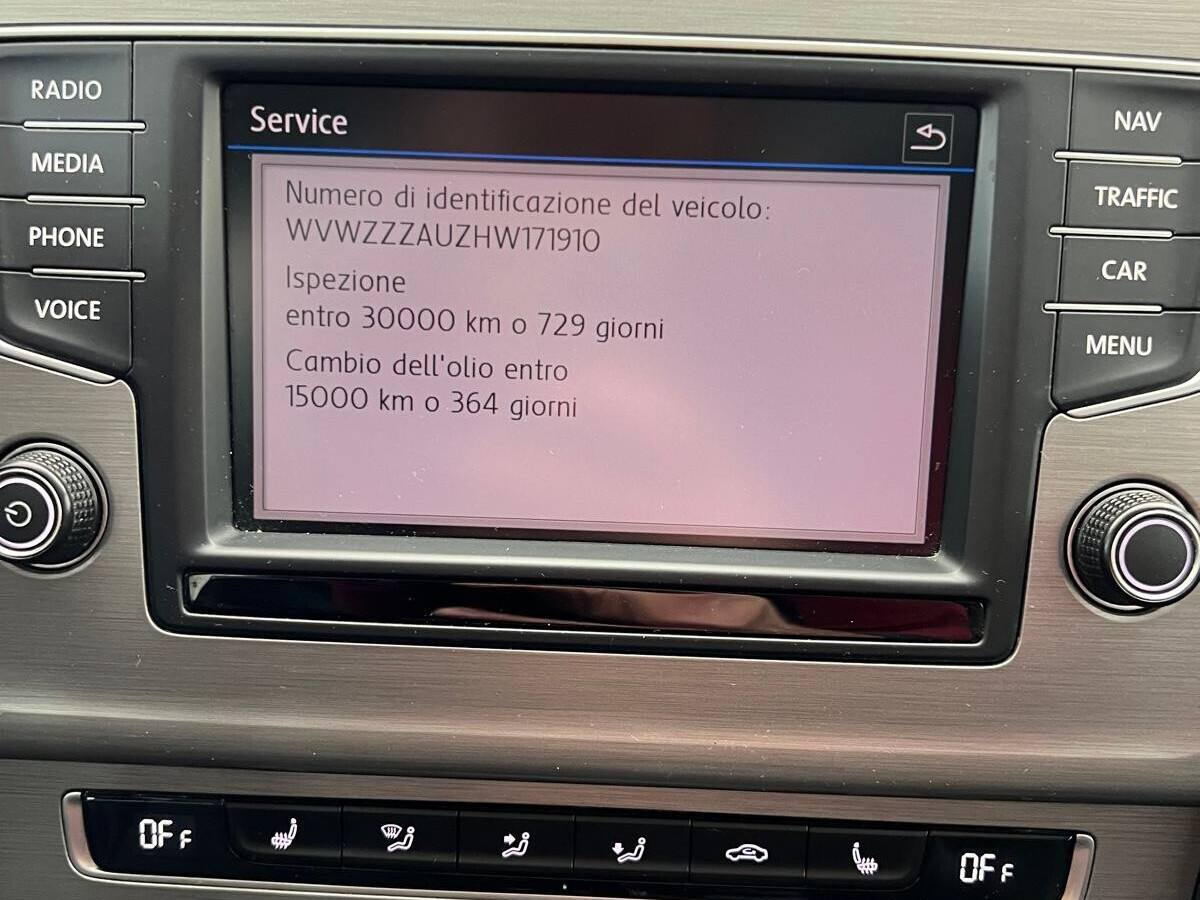 RADIO
MEDIA
PHONE
VOICE
Service
Numero di identificazione del veicolo:
WVWZZZAUZHW171910
Ispezione
entro 30000 km o 729 giorni
Cambio dell'olio entro
15000 km o 364 giorni
NAV
TRAFFIC
CAR
MENU
OFF
OFF